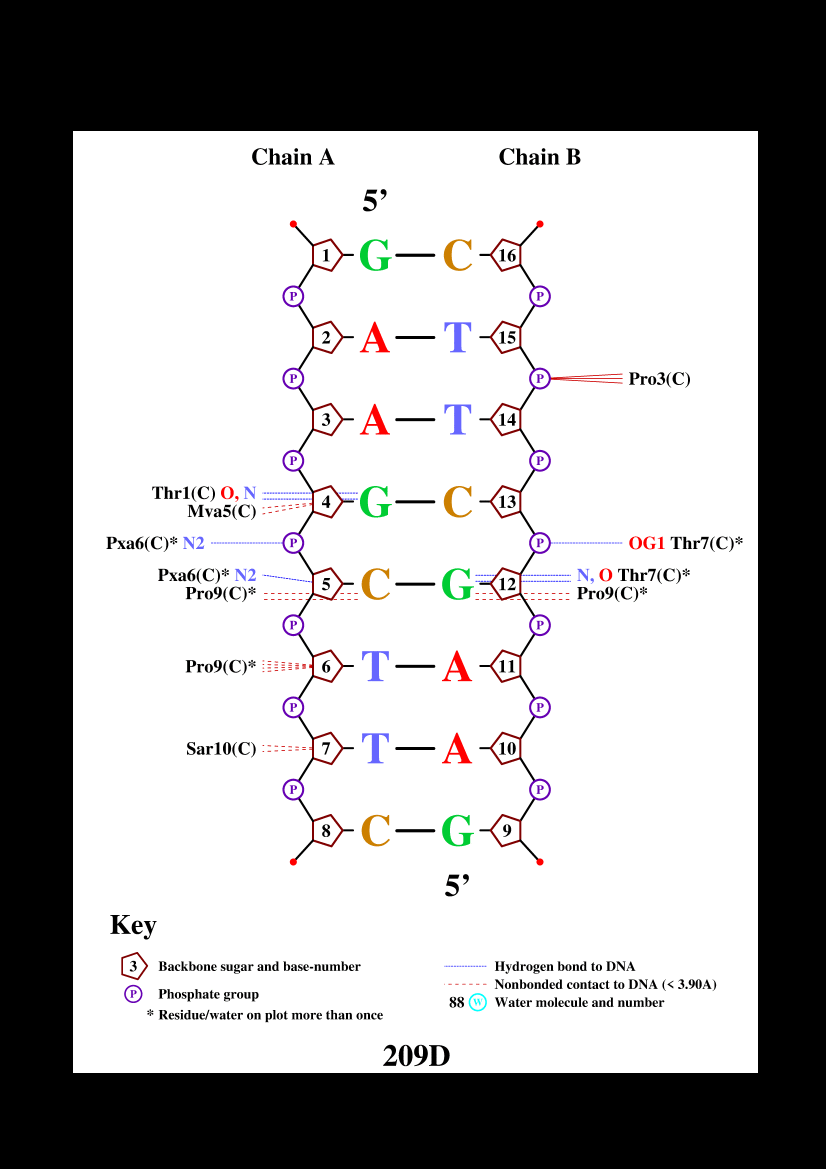 Chain A Chain B
5’
1 G C 16
P P
2 A T 15
P P Pro3(C)
3 A T 14
P P
Thr1(C) O, N
4 G C 13
Mva5(C)
Pxa6(C)* N2 P P OG1 Thr7(C)*
Pxa6(C)* N2 5 C G 12 N, O Thr7(C)*
Pro9(C)* Pro9(C)*
P P
Pro9(C)* 6 T A 11
P P
Sar10(C) 7 T A 10
P P
8 C G 9
5’
Key
3 Backbone sugar and base-number
P Phosphate group
* Residue/water on plot more than once
Hydrogen bond to DNA
Nonbonded contact to DNA (< 3.90A)
88 W Water molecule and number
209D